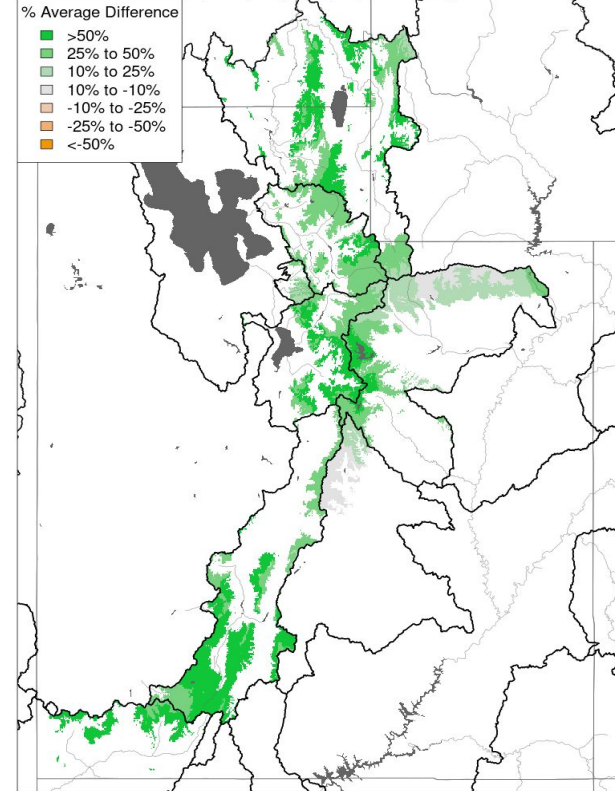 % Average Difference
>50%
25% to 50%
10% to 25%
10% to -10%
-10% to -25%
-25% to -50%
<-50%